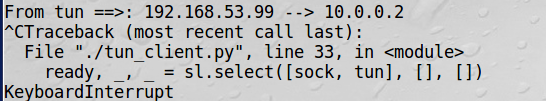 From tun ==>: 192.168.53.99 --> 10.0.0.2
^CTraceback (most recent call last):
  File "./tun_client.py", line 33, in <module>
    ready, _, _ = sl.select([sock, tun], [], [])
KeyboardInterrupt